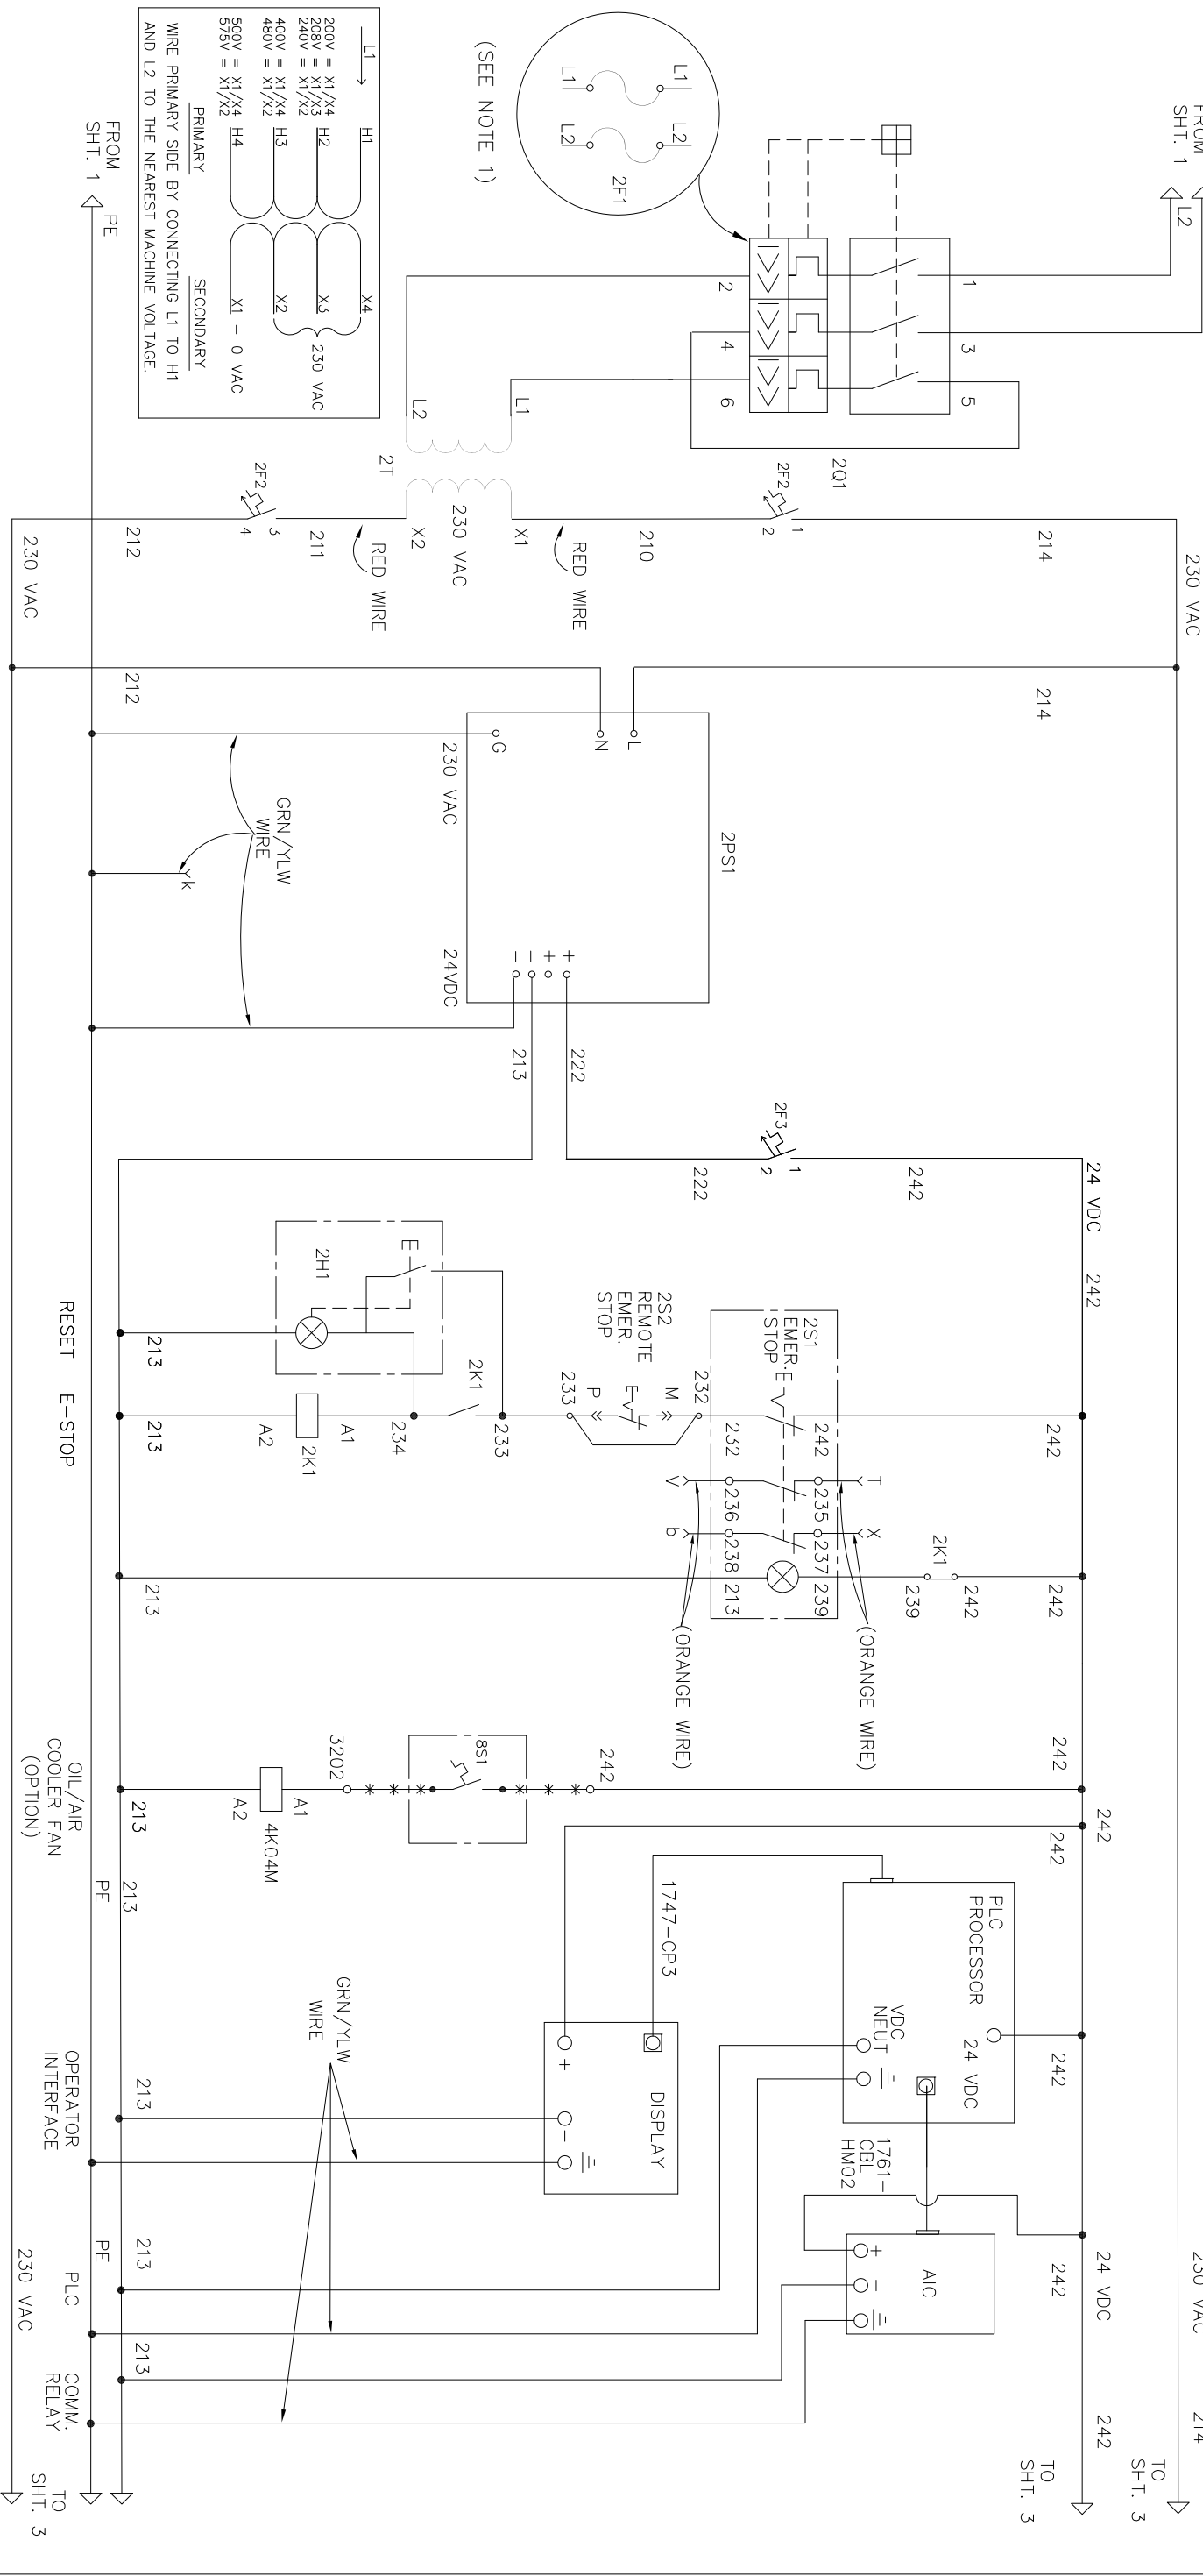 FROM
SHT. 1
L2
1
3
5
2
4
6
2Q1
L1
L2
L1
L2
2F1
(SEE NOTE 1)
L1
H1
200V = X1/X4
208V = X1/X3
240V = X1/X2
H2
400V = X1/X4
480V = X1/X2
H3
500V = X1/X4
575V = X1/X2
H4
X4
X3
X2
230 VAC
X1 - 0 VAC
PRIMARY
SECONDARY
WIRE PRIMARY SIDE BY CONNECTING L1 TO H1
AND L2 TO THE NEAREST MACHINE VOLTAGE.
FROM
SHT. 1
PE
L1
L2
2T
230 VAC
X1
X2
RED WIRE
RED WIRE
210
211
2F2
1
2
2F2
3
4
214
212
230 VAC
230 VAC
214
212
L
N
G
230 VAC
2PS1
24VDC
+
+
-
-
GRN/YLW
WIRE
k
222
213
2F3
1
2
222
242
24 VDC
242
2H1
213
2K1
A1
A2
213
234
2K1
233
233
P
M
232
2S2
REMOTE
EMER.
STOP
2S1
EMER.
STOP
232
242
242
V
236
235
T
b
238
237
X
213
239
239
2K1
242
242
(ORANGE WIRE)
(ORANGE WIRE)
213
RESET
E-STOP
242
242
8S1
3202
4K04M
A1
A2
213
OIL/AIR
COOLER FAN
(OPTION)
242
242
213
PE
1747-CP3
PLC
PROCESSOR
24 VDC
VDC
NEUT
242
DISPLAY
+
-
GRN/YLW
WIRE
213
OPERATOR
INTERFACE
1761-
CBL
HM02
AIC
+
-
242
24 VDC
230 VAC
213
PE
PLC
230 VAC
213
COMM.
RELAY
242
214
TO
SHT. 3
TO
SHT. 3
TO
SHT. 3